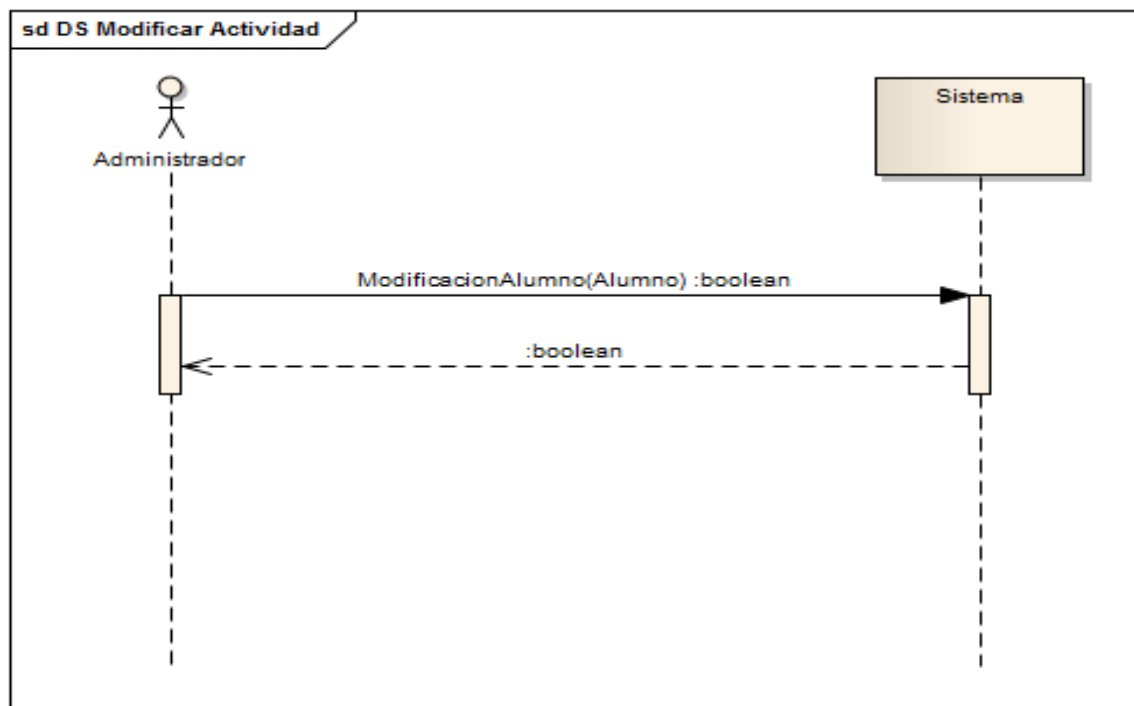 sd DS Modificar Actividad
Administrador
Sistema
ModificacionAlumno(Alumno) :boolean
:boolean